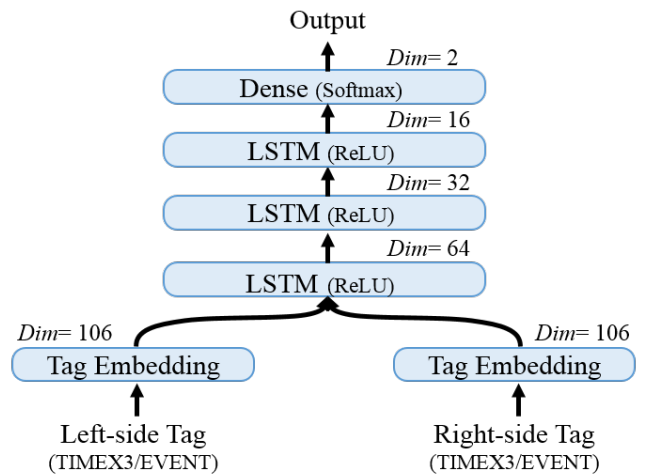 Output
Dim= 2
Dense (Softmax)
Dim= 16
LSTM (ReLU)
Dim= 32
LSTM (ReLU)
Dim= 64
LSTM (ReLU)
Dim= 106
Tag Embedding
Left-side Tag
(TIMEX3/EVENT)
Dim= 106
Tag Embedding
Right-side Tag
(TIMEX3/EVENT)